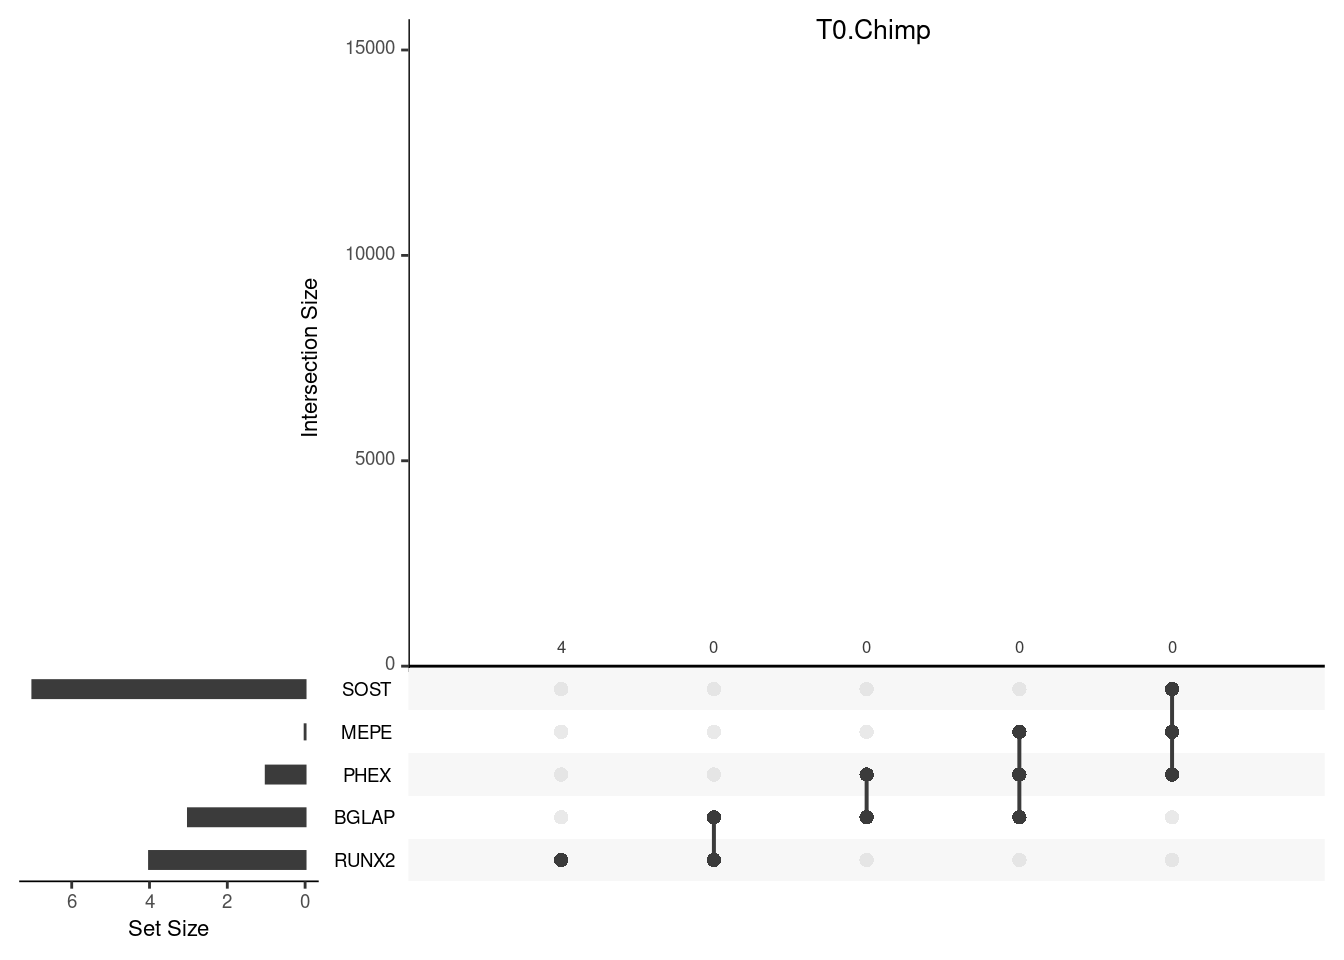 T0.Chimp
15000
10000
5000
0
Intersection Size
4 0 0 0 0
SOST
MEPE
PHEX
BGLAP
RUNX2
6 4 2 0
Set Size